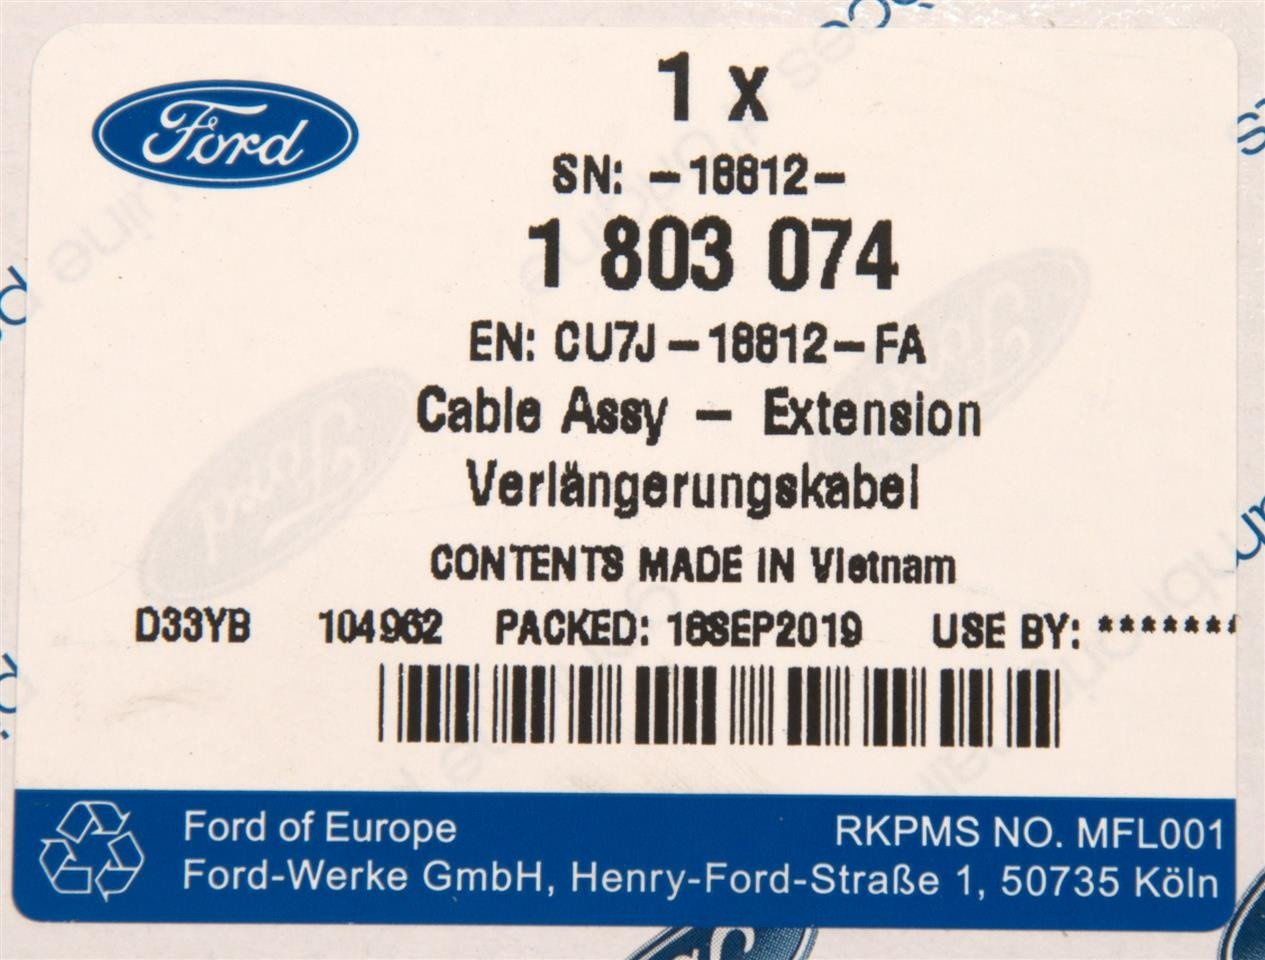 Ford
1 x
SN: -18812-
1 803 074
EN: CU7J-18812-FA
Cable Assy - Extension
Verlängerungskabel
CONTENTS MADE IN Vietnam
D33YB 104962 PACKED: 18SEP2019 USE BY: *******
Ford of Europe RKPMS NO. MFL001
Ford-Werke GmbH, Henry-Ford-Straße 1, 50735 Köln